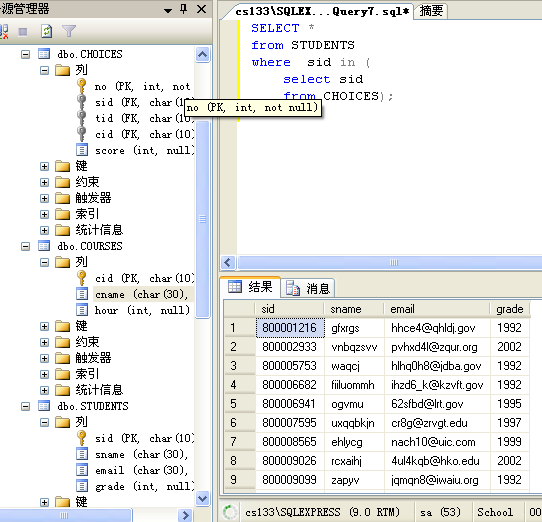 源管理器
dbo.CHOICES
列
no (PK, int, not
sid (FK, char(10)
tid (FK, char(10)
cid (FK, char(10)
score (int, null)
键
约束
触发器
索引
统计信息
dbo.COURSES
列
cid (PK, char(10)
cname (char(30),
hour (int, null)
键
约束
触发器
索引
统计信息
dbo.STUDENTS
列
sid (PK, char(10)
sname (char(30),
email (char(30),
grade (int, null)
键
no (PK, int, not null)
cs133\SQLEX...Query7.sql* 摘要
SELECT *
from STUDENTS
where sid in (
select sid
from CHOICES);
结果 消息
sid sname email grade
1 800001216 gfxrgs hhce4@qhldj.gov 1992
2 800002933 vnbqzsvv pvhxd4l@zqur.org 2002
3 800005753 waqcj hlhq0h8@jdba.gov 1992
4 800006682 fiiluommh ihzd6_k@kzvft.gov 1992
5 800006941 ogvmu 62sfbd@lrt.gov 1995
6 800007595 uxqqbkjn cr8g@zrvgt.edu 1997
7 800008565 ehlycg nach10@uic.com 1999
8 800009026 rcxaihj 4ul4kqb@hko.edu 2002
9 800009099 zapyv jqmqn8@iwaiu.org 1992
cs133\SQLEXPRESS (9.0 RTM) sa (53) School 00